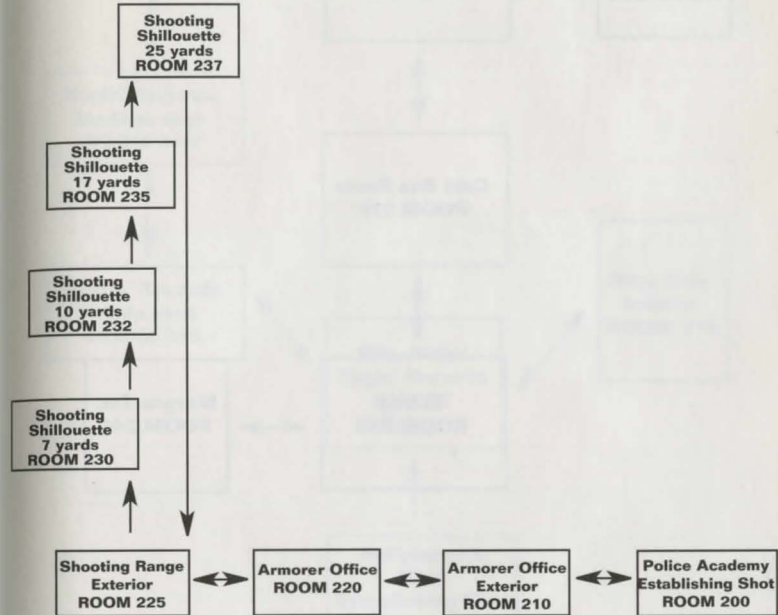 Shooting
Shillouette
25 yards
ROOM 237
Shooting
Shillouette
17 yards
ROOM 235
Shooting
Shillouette
10 yards
ROOM 232
Shooting
Shillouette
7 yards
ROOM 230
Shooting Range
Exterior
ROOM 225
Armorer Office
ROOM 220
Armorer Office
Exterior
ROOM 210
Police Academy
Establishing Shot
ROOM 200